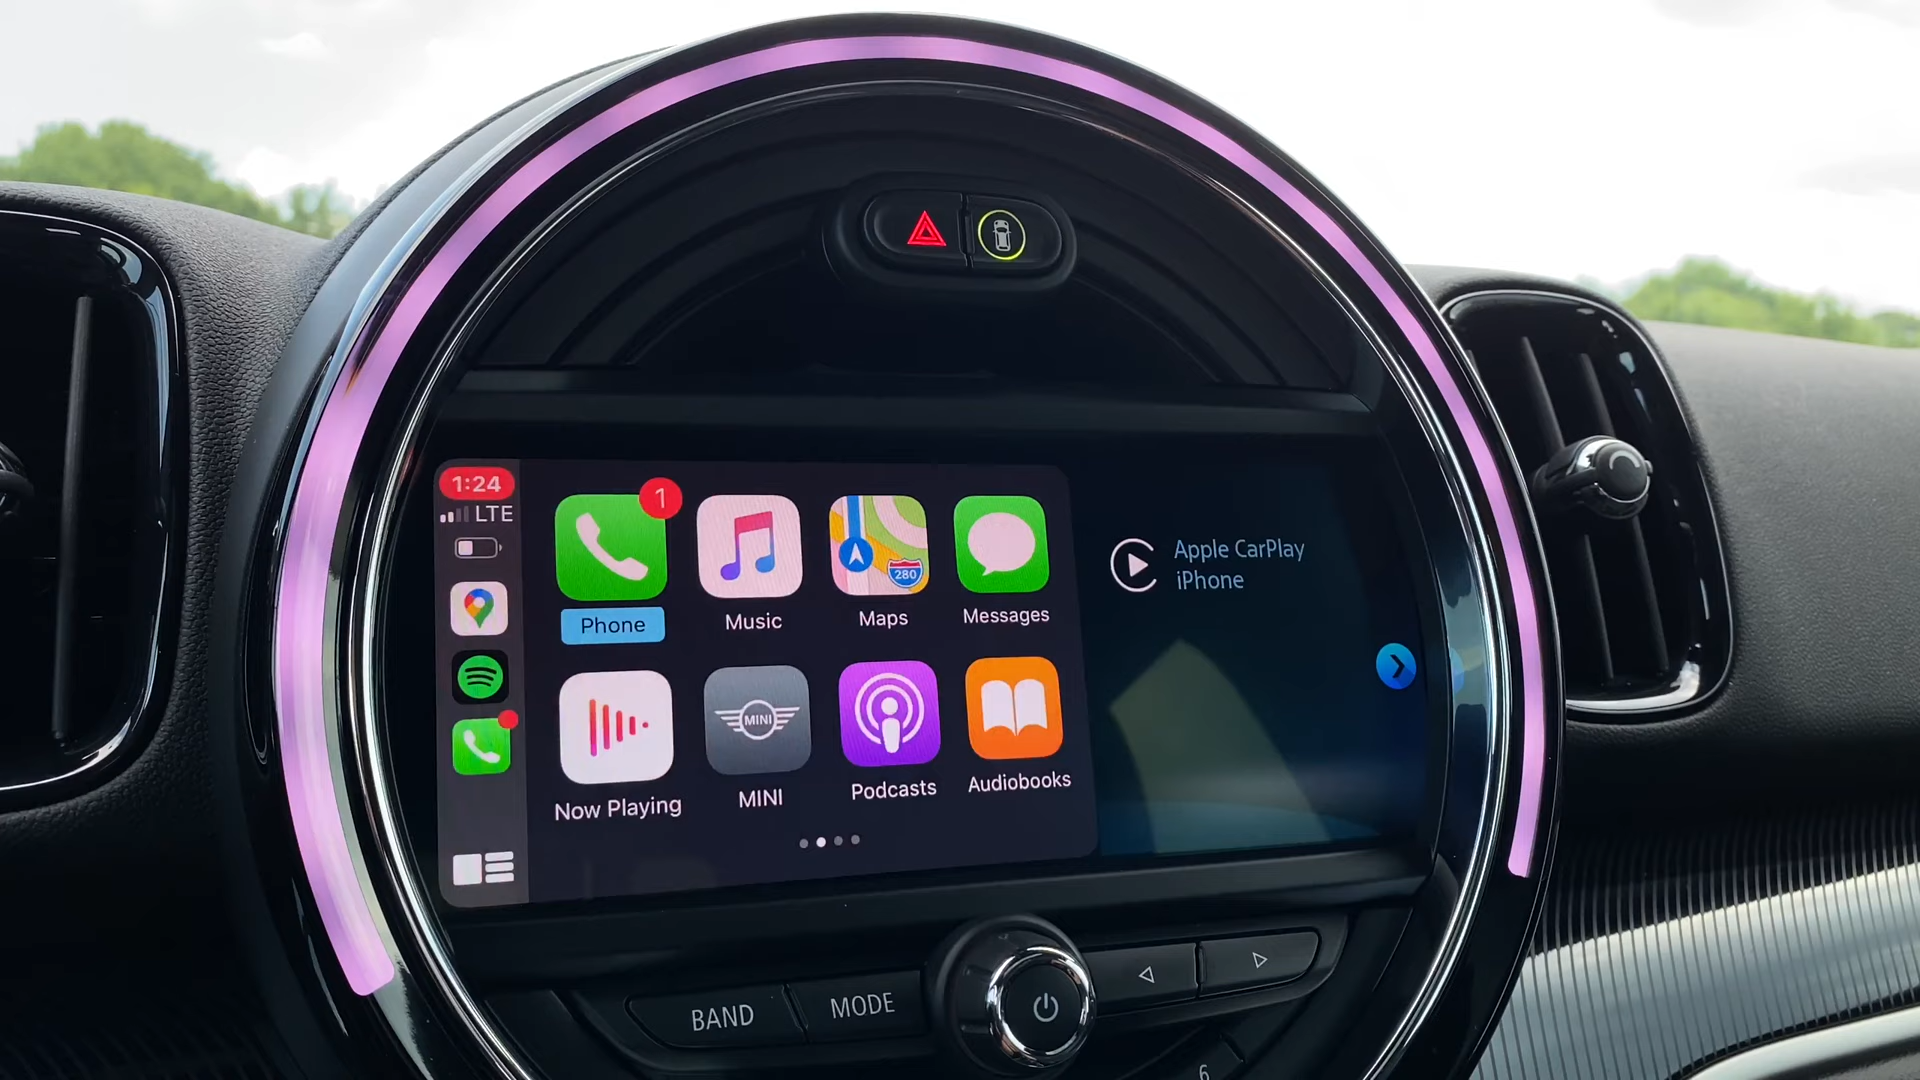 1:24
LTE
1
Phone
Music
280
Maps
Messages
Now Playing
MINI
MINI
Podcasts
Audiobooks
Apple CarPlay
iPhone
BAND
MODE
6